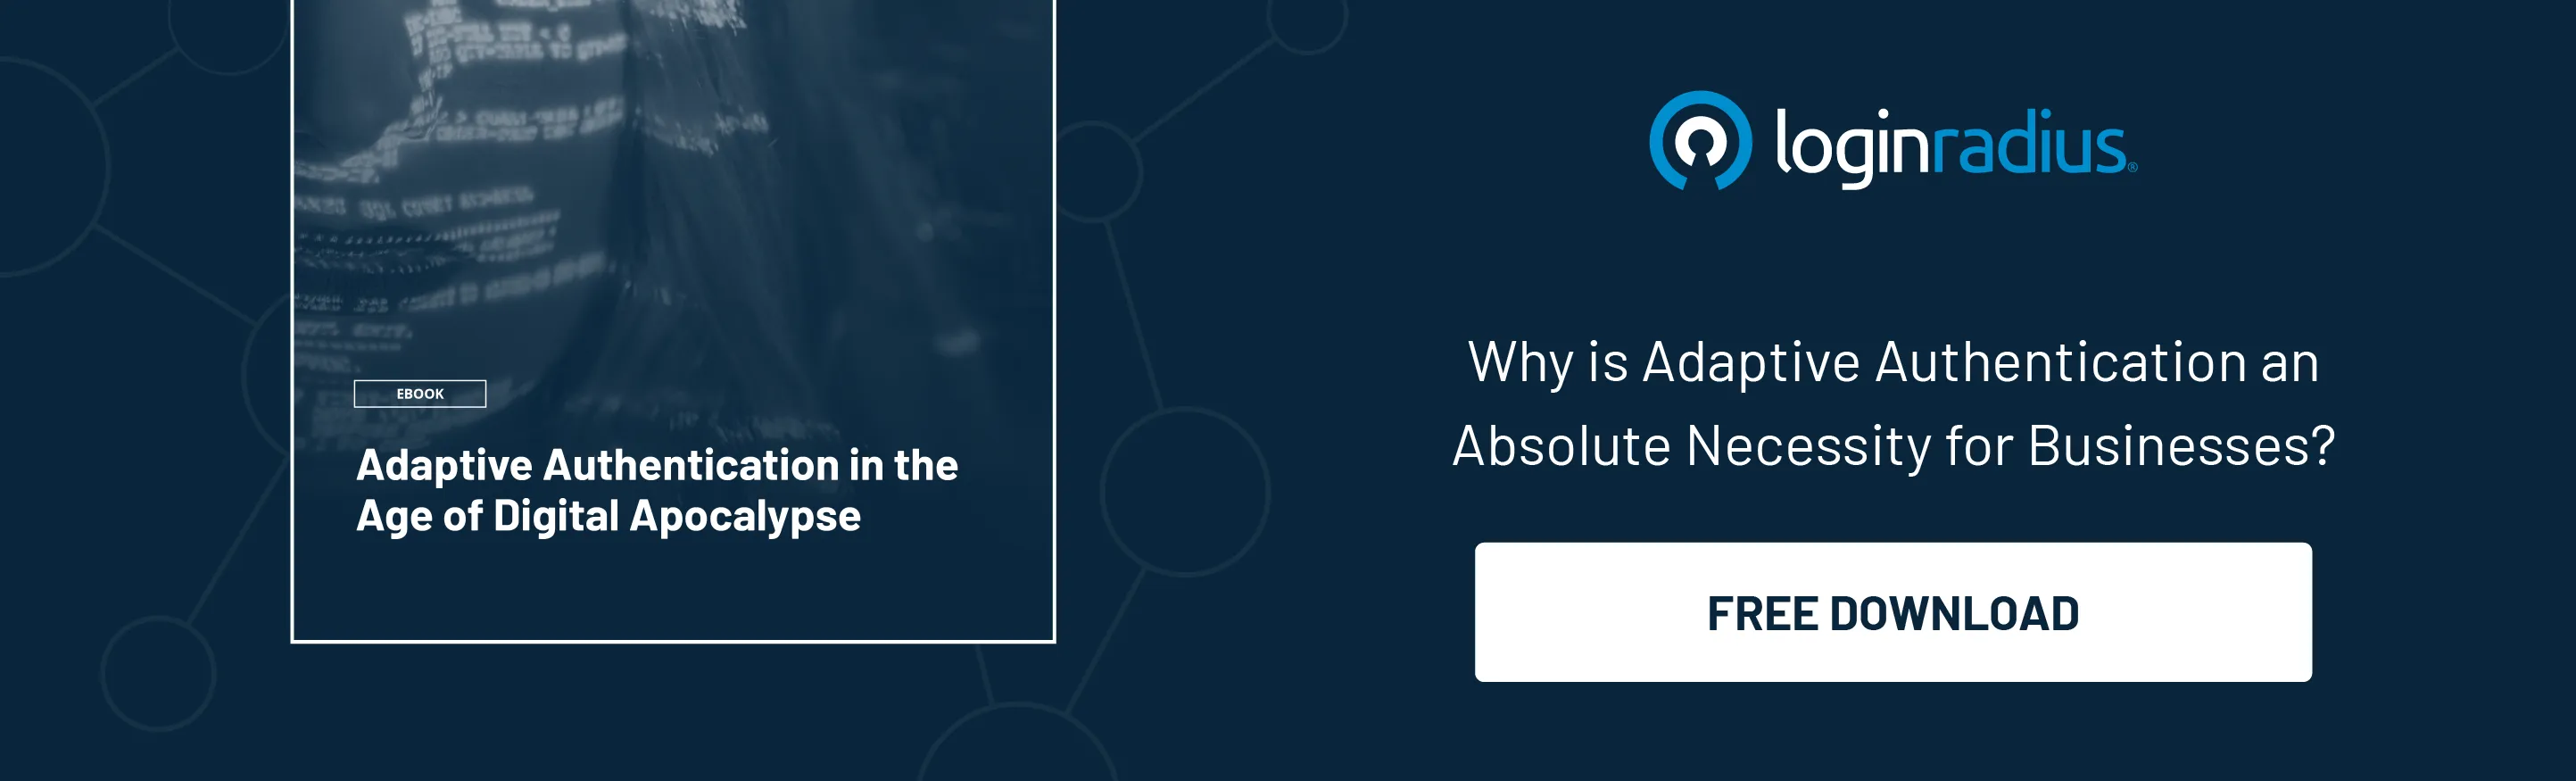 EBOOK
Adaptive Authentication in the
Age of Digital Apocalypse
loginradius®
Why is Adaptive Authentication an
Absolute Necessity for Businesses?
FREE DOWNLOAD